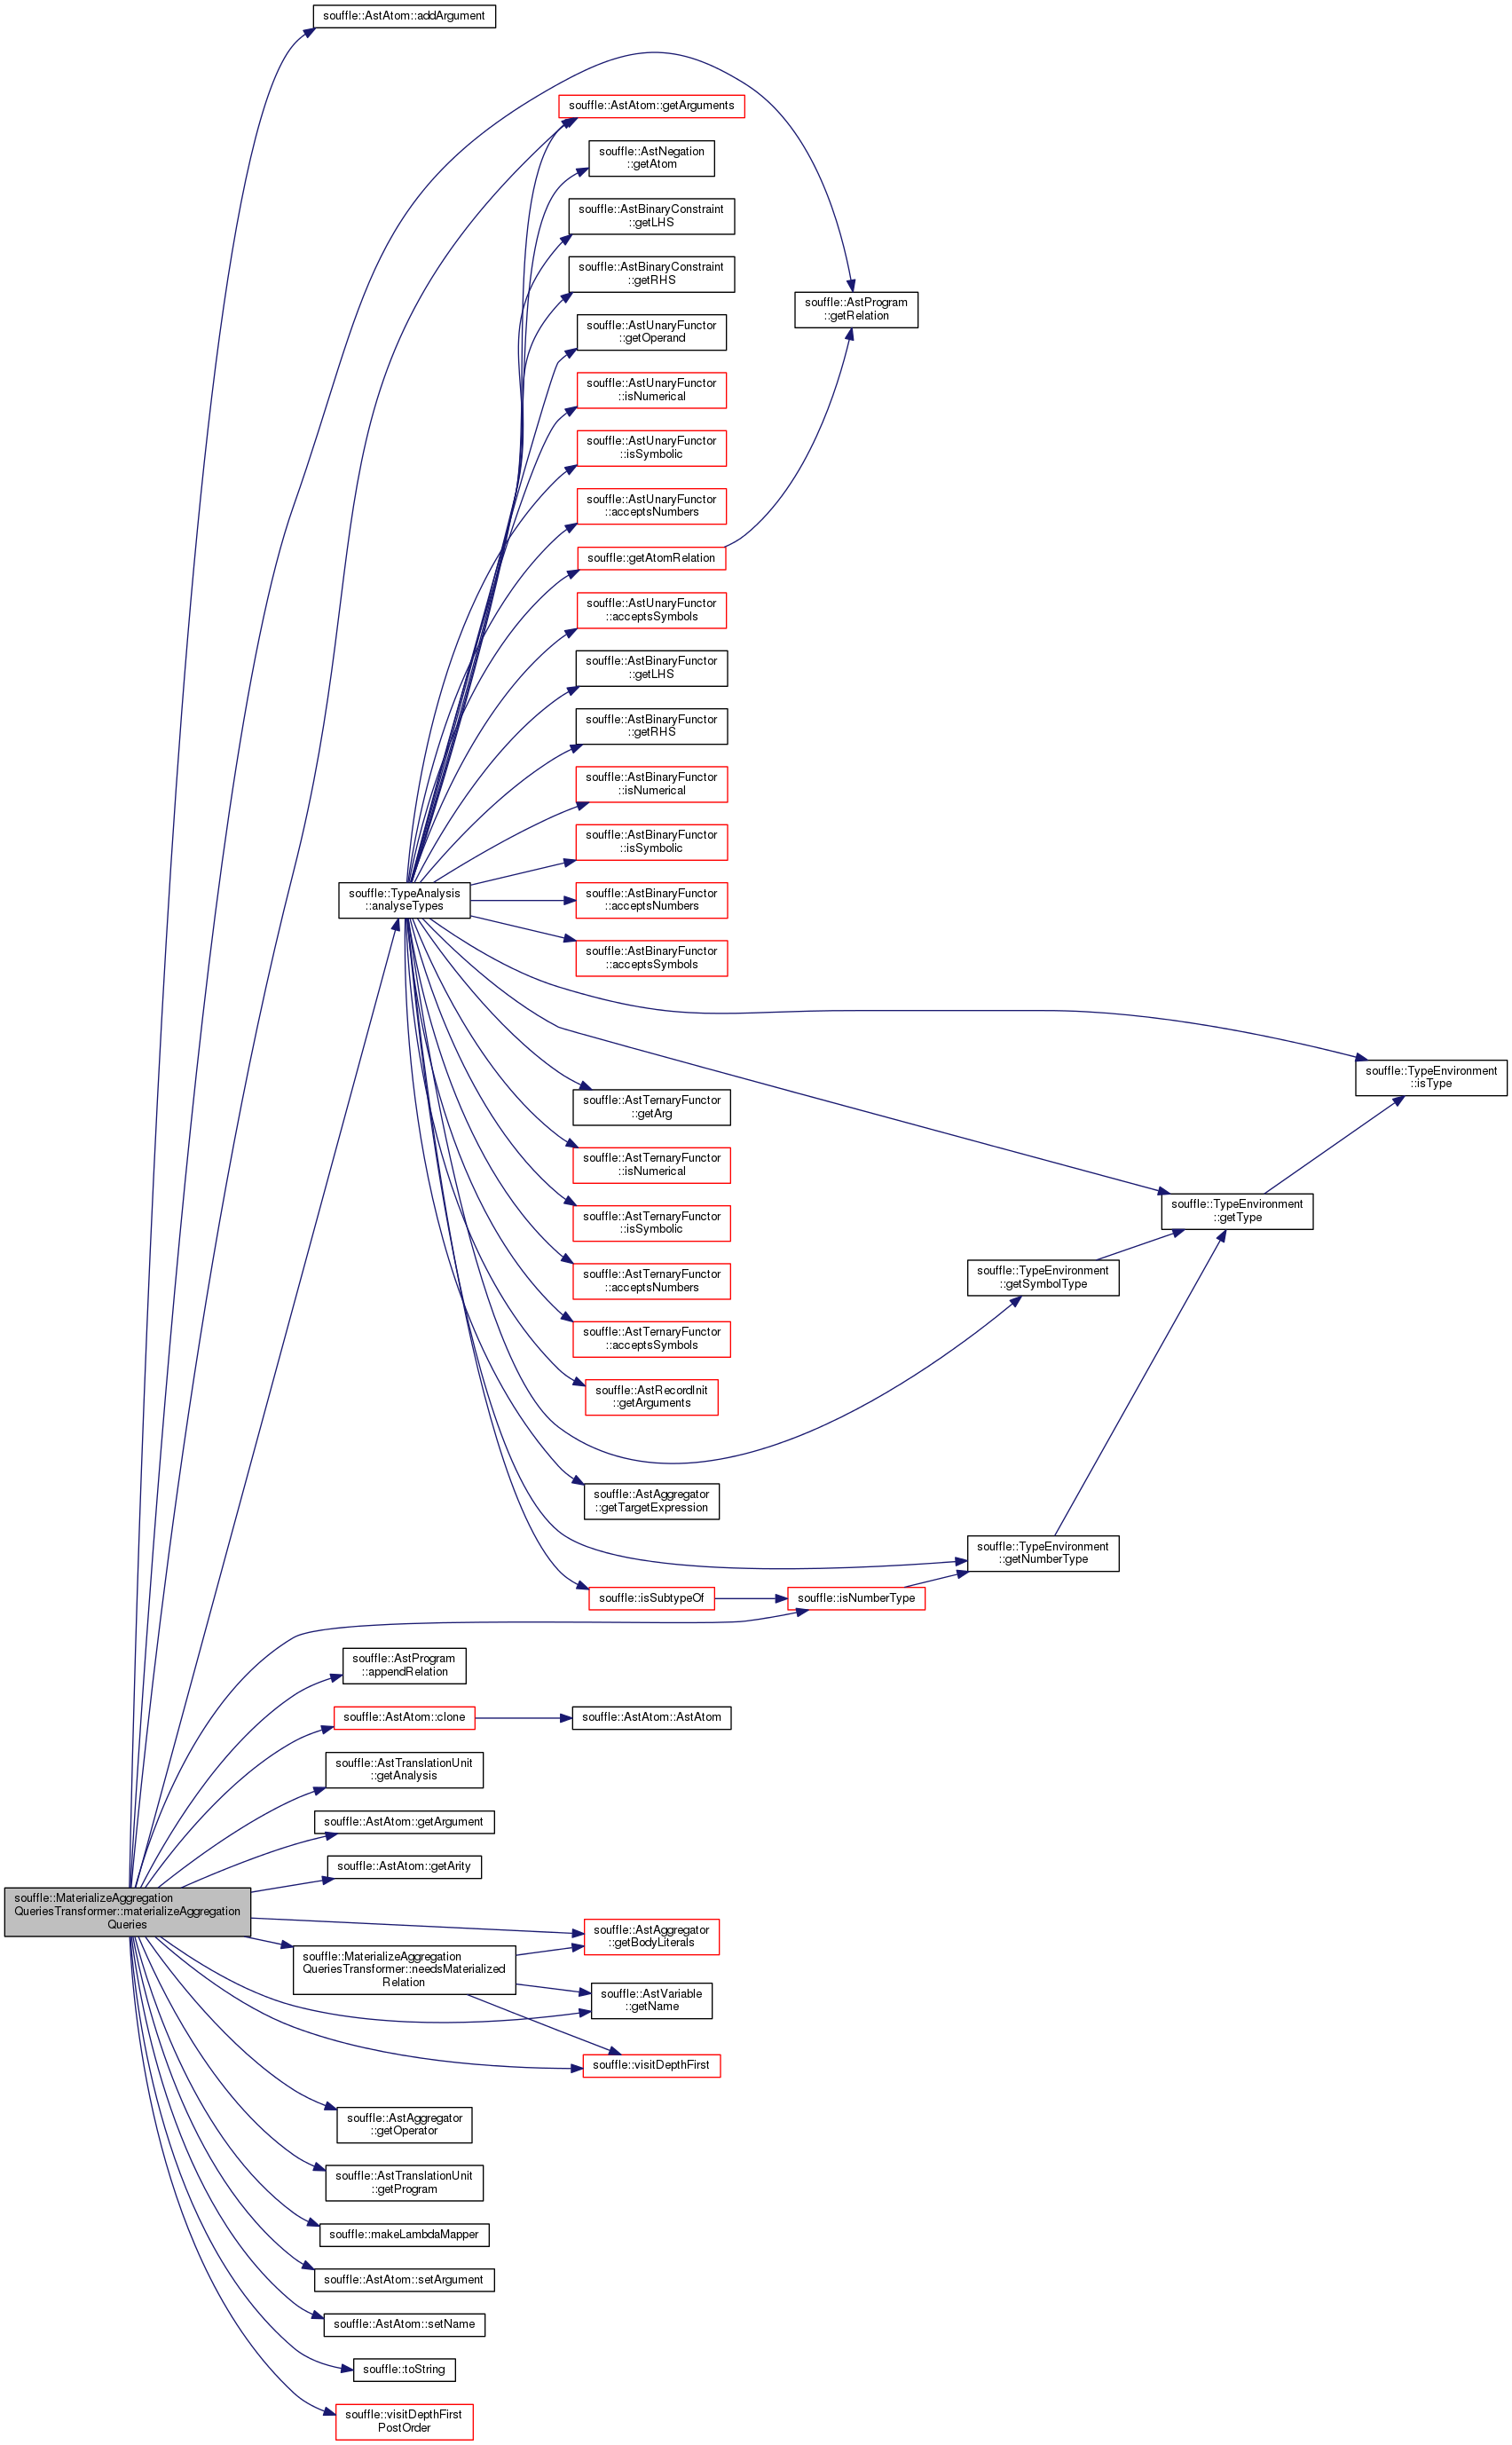 souffle::AstAtom::addArgument
souffle::AstAtom::getArguments
souffle::AstNegation
::getAtom
souffle::AstBinaryConstraint
::getLHS
souffle::AstBinaryConstraint
::getRHS
souffle::AstProgram
::getRelation
souffle::AstUnaryFunctor
::getOperand
souffle::AstUnaryFunctor
::isNumerical
souffle::AstUnaryFunctor
::isSymbolic
souffle::AstUnaryFunctor
::acceptsNumbers
souffle::getAtomRelation
souffle::AstUnaryFunctor
::acceptsSymbols
souffle::AstBinaryFunctor
::getLHS
souffle::AstBinaryFunctor
::getRHS
souffle::AstBinaryFunctor
::isNumerical
souffle::AstBinaryFunctor
::isSymbolic
souffle::TypeAnalysis
::analyseTypes
souffle::AstBinaryFunctor
::acceptsNumbers
souffle::AstBinaryFunctor
::acceptsSymbols
souffle::TypeEnvironment
::isType
souffle::AstTernaryFunctor
::getArg
souffle::AstTernaryFunctor
::isNumerical
souffle::TypeEnvironment
::getType
souffle::AstTernaryFunctor
::isSymbolic
souffle::TypeEnvironment
::getSymbolType
souffle::AstTernaryFunctor
::acceptsNumbers
souffle::AstTernaryFunctor
::acceptsSymbols
souffle::AstRecordInit
::getArguments
souffle::AstAggregator
::getTargetExpression
souffle::TypeEnvironment
::getNumberType
souffle::isSubtypeOf
souffle::isNumberType
souffle::AstProgram
::appendRelation
souffle::AstAtom::clone
souffle::AstAtom::AstAtom
souffle::AstTranslationUnit
::getAnalysis
souffle::AstAtom::getArgument
souffle::AstAtom::getArity
souffle::MaterializeAggregation
QueriesTransformer::materializeAggregation
Queries
souffle::AstAggregator
::getBodyLiterals
souffle::MaterializeAggregation
QueriesTransformer::needsMaterialized
Relation
souffle::AstVariable
::getName
souffle::visitDepthFirst
souffle::AstAggregator
::getOperator
souffle::AstTranslationUnit
::getProgram
souffle::makeLambdaMapper
souffle::AstAtom::setArgument
souffle::AstAtom::setName
souffle::toString
souffle::visitDepthFirst
PostOrder